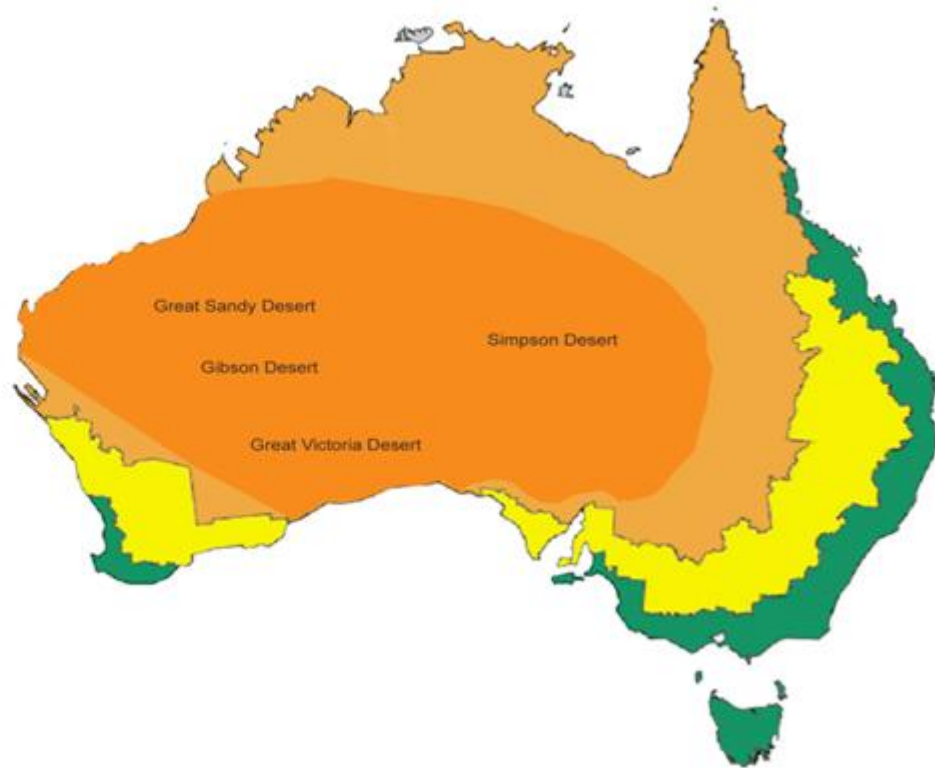 Great Sandy Desert
Simpson Desert
Gibson Desert
Great Victoria Desert